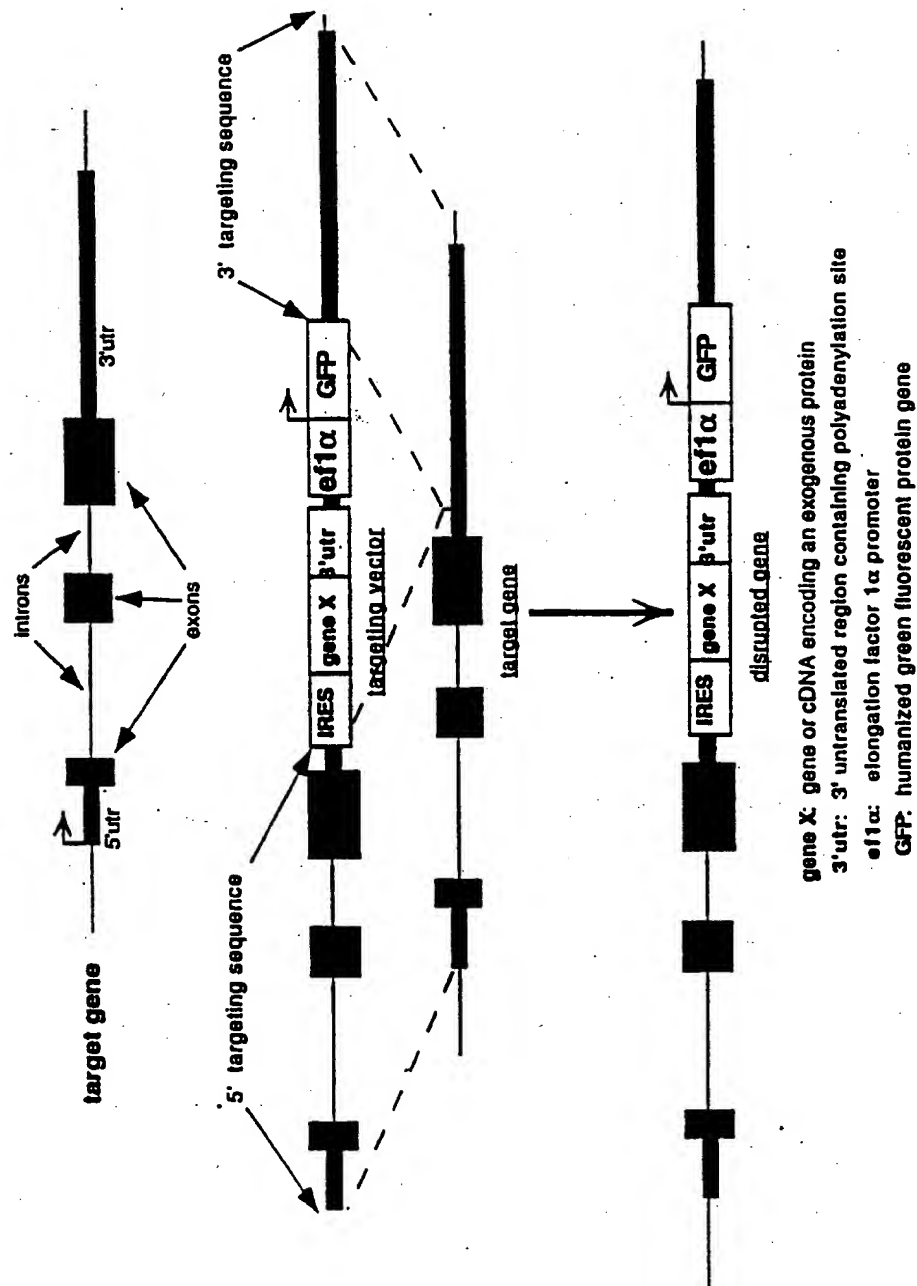 target gene
introns
5'utr
exons
3'utr
5' targeting sequence
3' targeting sequence
IRES gene X 3'utr ef1α GFP
targeting vector
target gene
IRES gene X 3'utr ef1α GFP
disrupted gene
gene X: gene or cDNA encoding an exogenous protein
3'utr: 3' untranslated region containing polyadenylation site
ef1α: elongation factor 1α promoter
GFP: humanized green fluorescent protein gene